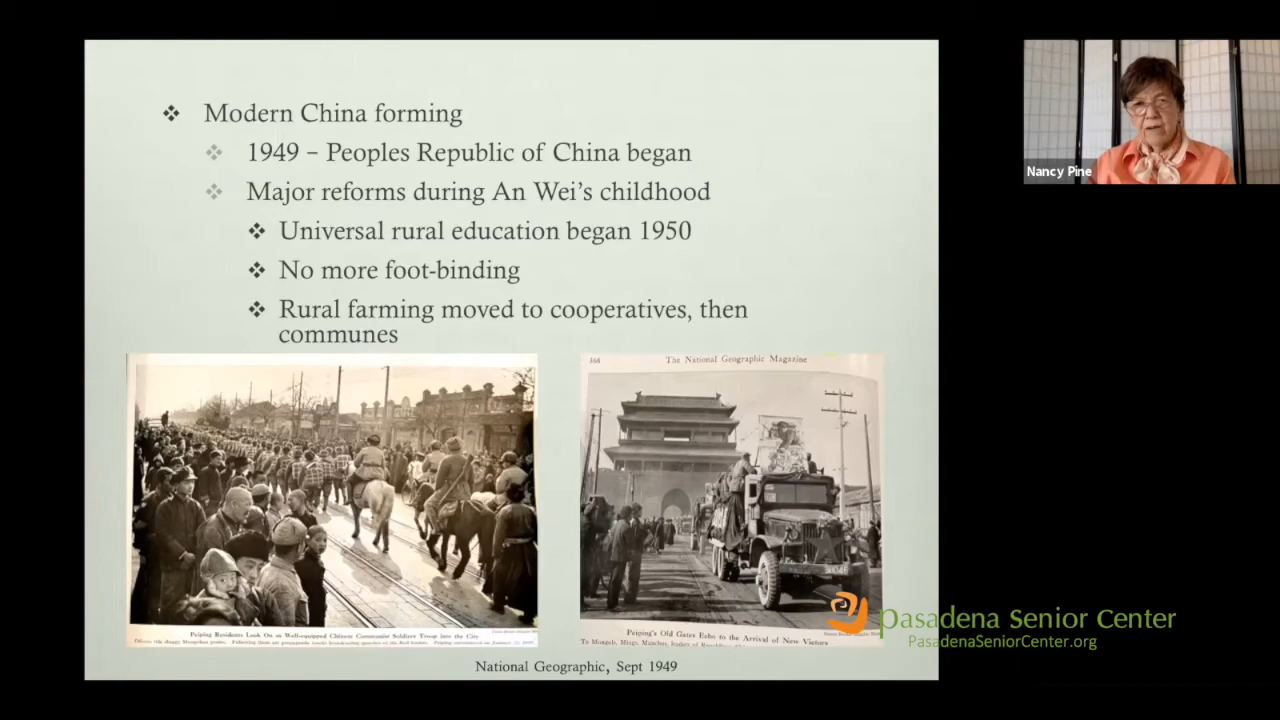 ❖ Modern China forming
❖ 1949 – Peoples Republic of China began
❖ Major reforms during An Wei's childhood
❖ Universal rural education began 1950
❖ No more foot-binding
❖ Rural farming moved to cooperatives, then
communes
Peiping Residents Look On as Well-equipped Chinese Communist Soldiers Troop into the City
The National Geographic Magazine
Peiping's Old Gates Echo to the Arrival of New Victors
National Geographic, Sept 1949
Nancy Pine
Pasadena Senior Center
PasadenaSeniorCenter.org